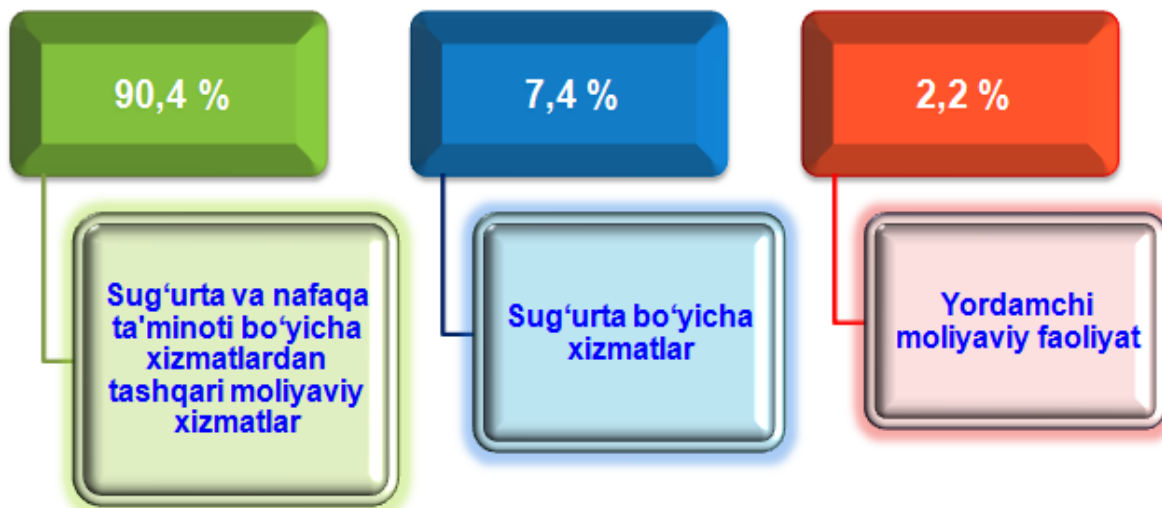 90,4 %
7,4 %
2,2 %
Sug‘urta va nafaqa
ta'minoti bo‘yicha
xizmatlardan
tashqari moliyaviy
xizmatlar
Sug‘urta bo‘yicha
xizmatlar
Yordamchi
moliyaviy faoliyat